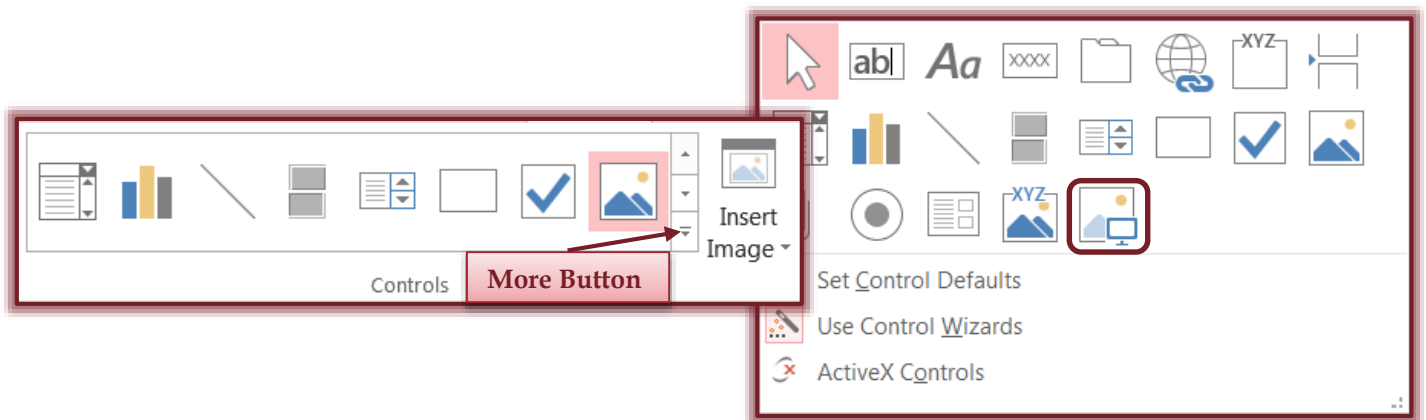 Insert
Image
Controls
More Button
ab
Aa
XXXX
XYZ
XYZ
Set Control Defaults
Use Control Wizards
ActiveX Controls